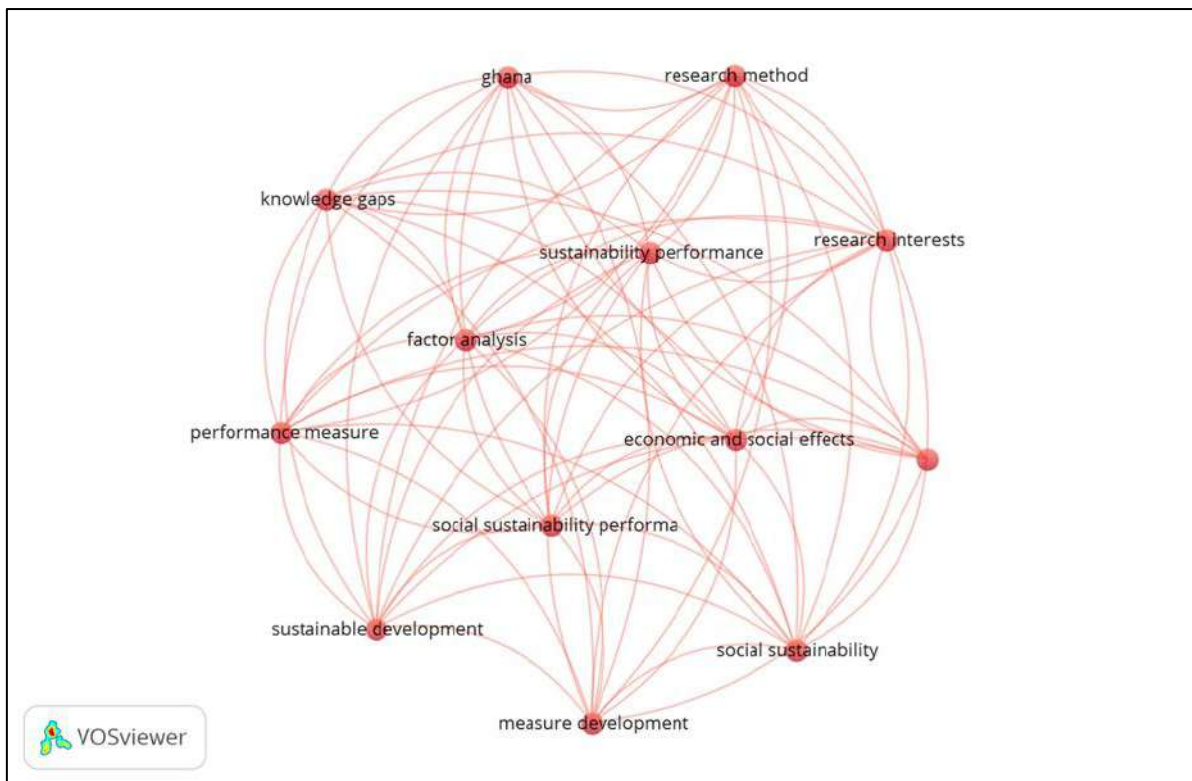 ghana
research method
knowledge gaps
research interests
sustainability performance
factor analysis
performance measure
economic and social effects
social sustainability performa
sustainable development
social sustainability
measure development
VOSviewer